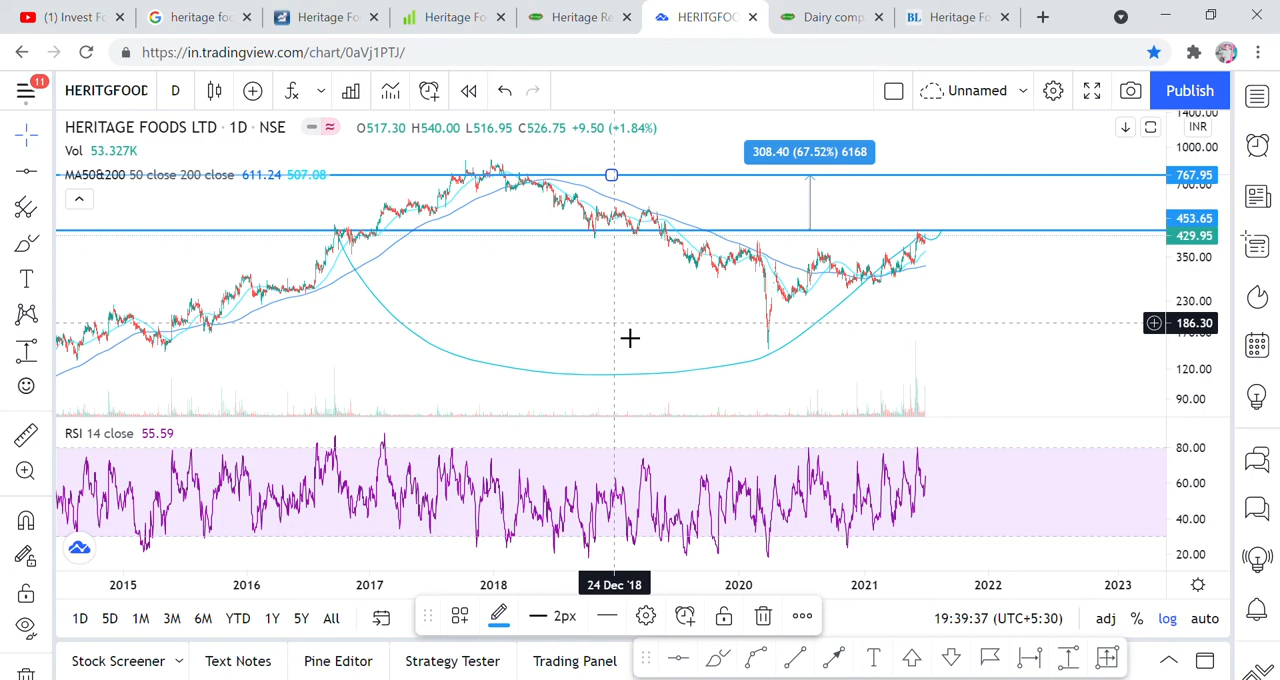 (1) Invest Fo
heritage foo
Heritage Fo
Heritage Fo
Heritage Re
HERITGFOO
Dairy comp
Heritage Fo
https://in.tradingview.com/chart/0aVj1PTJ/
11
HERITGFOOD
D
Unnamed
Publish
HERITAGE FOODS LTD · 1D · NSE
O517.30 H540.00 L516.95 C526.75 +9.50 (+1.84%)
Vol 53.327K
MA50&200 50 close 200 close 611.24 507.08
308.40 (67.52%) 6168
1400.00
INR
1000.00
767.95
700.00
453.65
429.95
350.00
230.00
186.30
120.00
90.00
RSI 14 close 55.59
80.00
60.00
40.00
20.00
2015 2016 2017 2018 24 Dec '18 2020 2021 2022 2023
1D 5D 1M 3M 6M YTD 1Y 5Y All
2px
19:39:37 (UTC+5:30) adj % log auto
Stock Screener Text Notes Pine Editor Strategy Tester Trading Panel